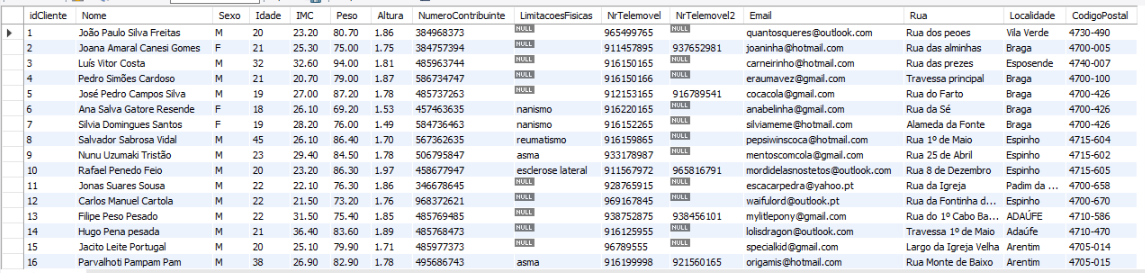 idCliente Nome Sexo Idade IMC Peso Altura NumeroContribuinte LimitacoesFisicas NrTelemovel NrTelemovel2 Email Rua Localidade CodigoPostal
1 João Paulo Silva Freitas M 20 23.20 80.70 1.86 384968373 NULL 965499765 NULL quantosqueres@outlook.com Rua dos peoes Vila Verde 4730-490
2 Joana Amaral Canesi Gomes F 21 25.30 75.00 1.75 384757394 NULL 911457895 937652981 joaninha@hotmail.com Rua das alminhas Braga 4700-005
3 Luís Vitor Costa M 32 32.60 94.00 1.81 485963744 NULL 916150165 NULL carneirinho@hotmail.com Rua das prezes Esposende 4740-007
4 Pedro Simões Cardoso M 21 20.70 79.00 1.87 586734747 NULL 916150166 NULL eraumavez@gmail.com Travessa principal Braga 4700-100
5 José Pedro Campos Silva M 19 27.00 87.20 1.78 485737263 NULL 912153165 916789541 cocacola@gmail.com Rua do Farto Braga 4700-426
6 Ana Salva Gatore Resende F 18 26.10 69.20 1.53 457463635 nanismo 916220165 NULL anabelinha@gmail.com Rua da Sé Braga 4700-426
7 Silvia Domingues Santos F 19 28.20 76.00 1.49 584736463 nanismo 916152265 NULL silviameme@hotmail.com Alameda da Fonte Braga 4700-426
8 Salvador Sabrosa Vidal M 45 26.10 86.40 1.70 567362635 reumatismo 916159865 NULL pepsiwinscoca@hotmail.com Rua 1º de Maio Espinho 4715-604
9 Nunu Uzumaki Tristão M 23 29.40 84.50 1.78 506795847 asma 933178987 NULL mentoscomcola@gmail.com Rua 25 de Abril Espinho 4715-602
10 Rafael Penedo Feio M 20 23.20 86.30 1.97 458677947 esclerose lateral 911567972 965816791 mordidelasnostetos@outlook.com Rua 8 de Dezembro Espinho 4715-605
11 Jonas Suares Sousa M 22 22.10 76.30 1.86 346678645 NULL 928765915 NULL escacarpedra@yahoo.pt Rua da Igreja Padim da ... 4700-658
12 Carlos Manuel Cartola M 22 21.50 73.20 1.76 968372621 NULL 969167845 NULL waifulord@outlook.pt Rua da Fontinha d... Espinho 4700-670
13 Filipe Peso Pesado M 22 31.50 75.40 1.85 485769485 NULL 938752875 938456101 mylitlepony@gmail.com Rua do 1º Cabo Ba... ADAÚFE 4710-586
14 Hugo Pena pesada M 21 36.40 83.60 1.89 485768473 NULL 916125955 NULL lolisdragon@outlook.com Travessa 1º de Maio Adaúfe 4710-470
15 Jacito Leite Portugal M 20 25.10 79.90 1.71 485977373 NULL 96789555 NULL specialkid@gmail.com Largo da Igreja Velha Arentim 4705-014
16 Parvalhoti Pampam Pam M 38 26.90 82.90 1.78 495686743 asma 916199998 921560165 origamis@hotmail.com Rua Monte de Baixo Arentim 4705-015